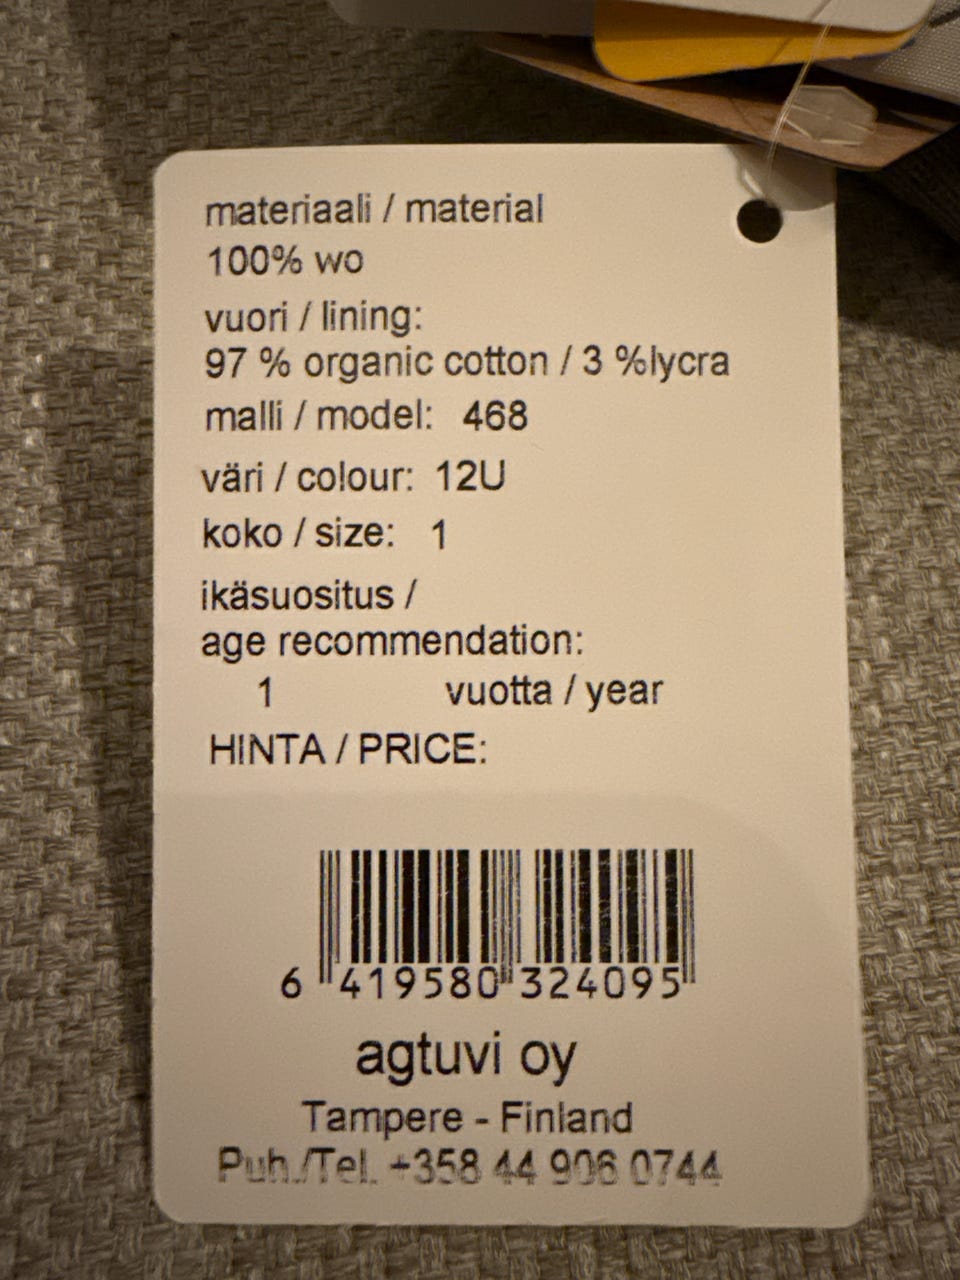 materiaali / material
100% wo
vuori / lining:
97 % organic cotton / 3 %lycra
malli / model: 468
väri / colour: 12U
koko / size: 1
ikäsuositus /
age recommendation:
1 vuotta / year
HINTA / PRICE:
6 419580 324095
agtuvi oy
Tampere - Finland
Puh./Tel. +358 44 906 0744